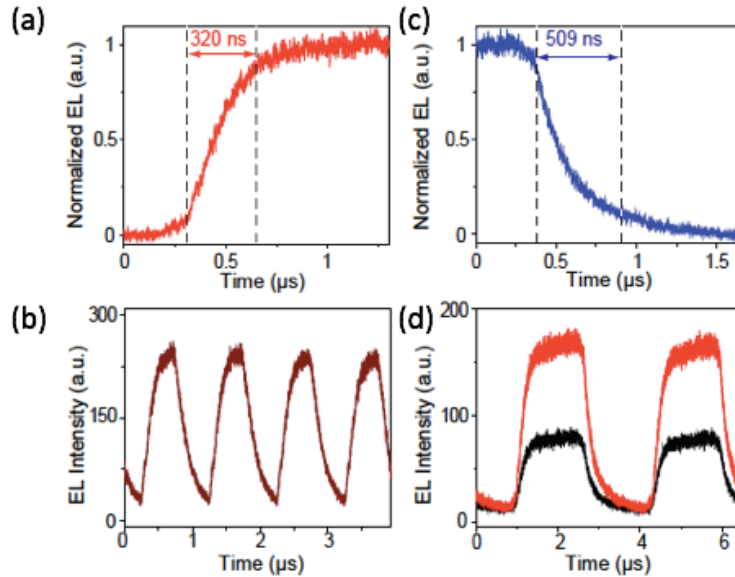 (a)
Normalized EL (a.u.)
1
0.5
0
320 ns
0
0.5
1
Time (µs)
(c)
Normalized EL (a.u.)
1
0.5
0
509 ns
0
0.5
1
1.5
Time (µs)
(b)
EL Intensity (a.u.)
300
150
0
0
1
2
3
Time (µs)
(d)
EL Intensity (a.u.)
200
100
0
0
2
4
6
Time (µs)